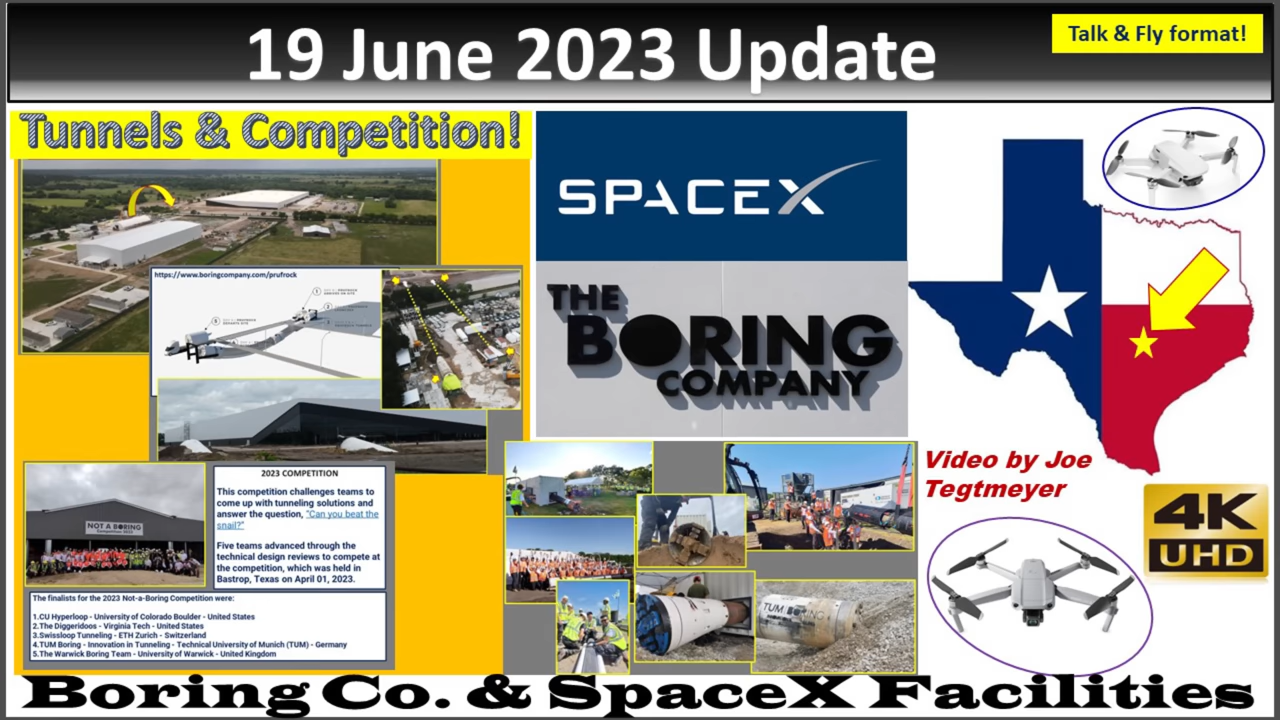 19 June 2023 Update
Talk & Fly format!
Tunnels & Competition!
SPACEX
THE
BORING
COMPANY
https://www.boringcompany.com/prufrock
NOT A BORING
2023 COMPETITION
This competition challenges teams to
come up with tunneling solutions and
answer the question, "Can you beat the
snail?"
Five teams advanced through the
technical design reviews to compete at
the competition, which was held in
Bastrop, Texas on April 01, 2023.
The finalists for the 2023 Not-a-Boring Competition were:
1.CU Hyperloop - University of Colorado Boulder - United States
2.The Diggeridoos - Virginia Tech - United States
3.Swissloop Tunneling - ETH Zurich - Switzerland
4.TUM Boring - Innovation in Tunneling - Technical University of Munich (TUM) - Germany
5.The Warwick Boring Team - University of Warwick - United Kingdom
TUM
Video by Joe
Tegtmeyer
4K
UHD
Boring Co. & SpaceX Facilities